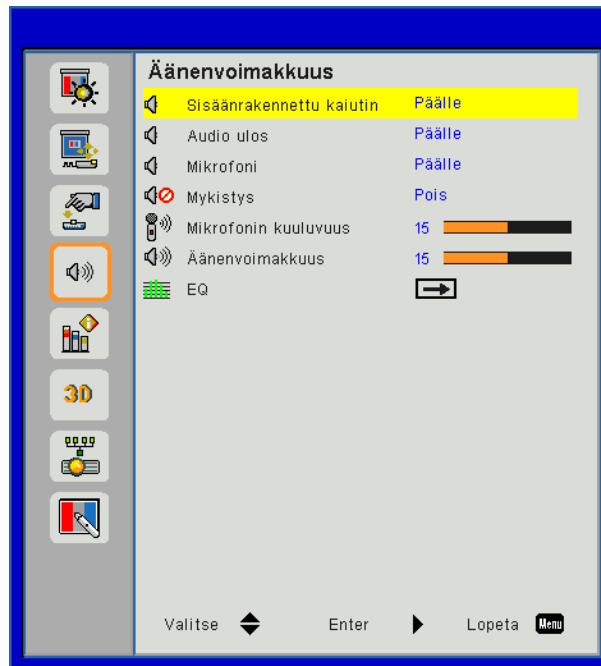 Äänenvoimakkuus
Sisäänrakennettu kaiutin Päälle
Audio ulos Päälle
Mikrofoni Päälle
Mykistys Pois
Mikrofonin kuuluvuus 15
Äänenvoimakkuus 15
EQ
3D
Valitse Enter Lopeta Menu